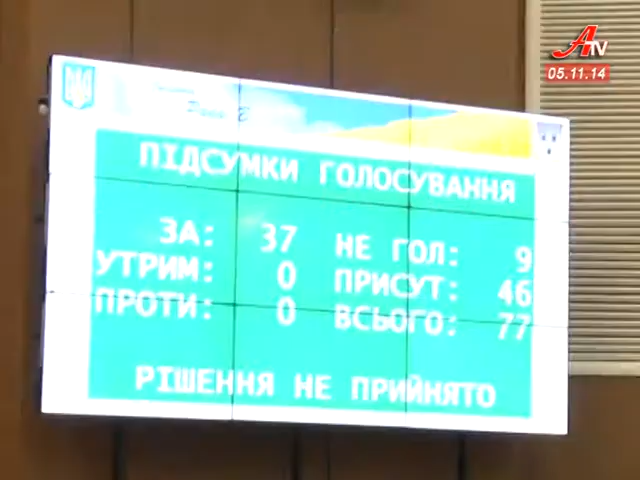 ATV
05.11.14
ПІДСУМКИ ГОЛОСУВАННЯ
ЗА: 37 НЕ ГОЛ: 9
УТРИМ: 0 ПРИСУТ: 46
ПРОТИ: 0 ВСЬОГО: 77
РІШЕННЯ НЕ ПРИЙНЯТО